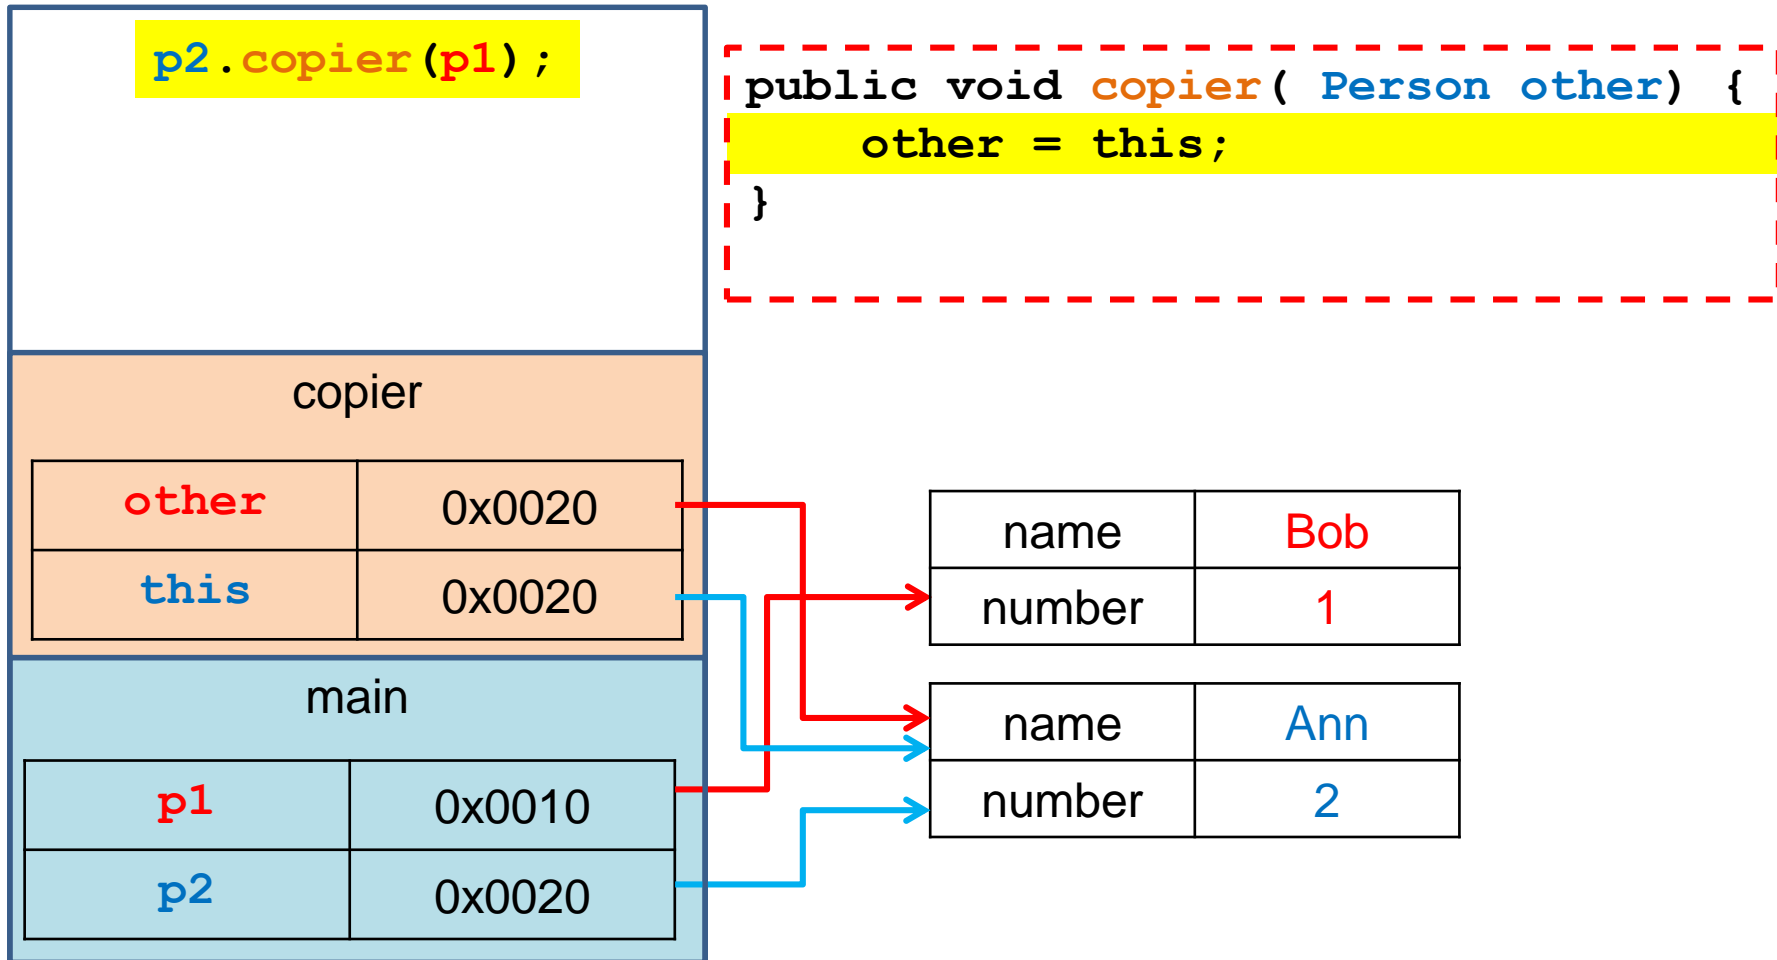 p2.copier(p1);
public void copier( Person other) {
other = this;
}
copier
other 0x0020
this 0x0020
main
p1 0x0010
p2 0x0020
name Bob
number 1
name Ann
number 2